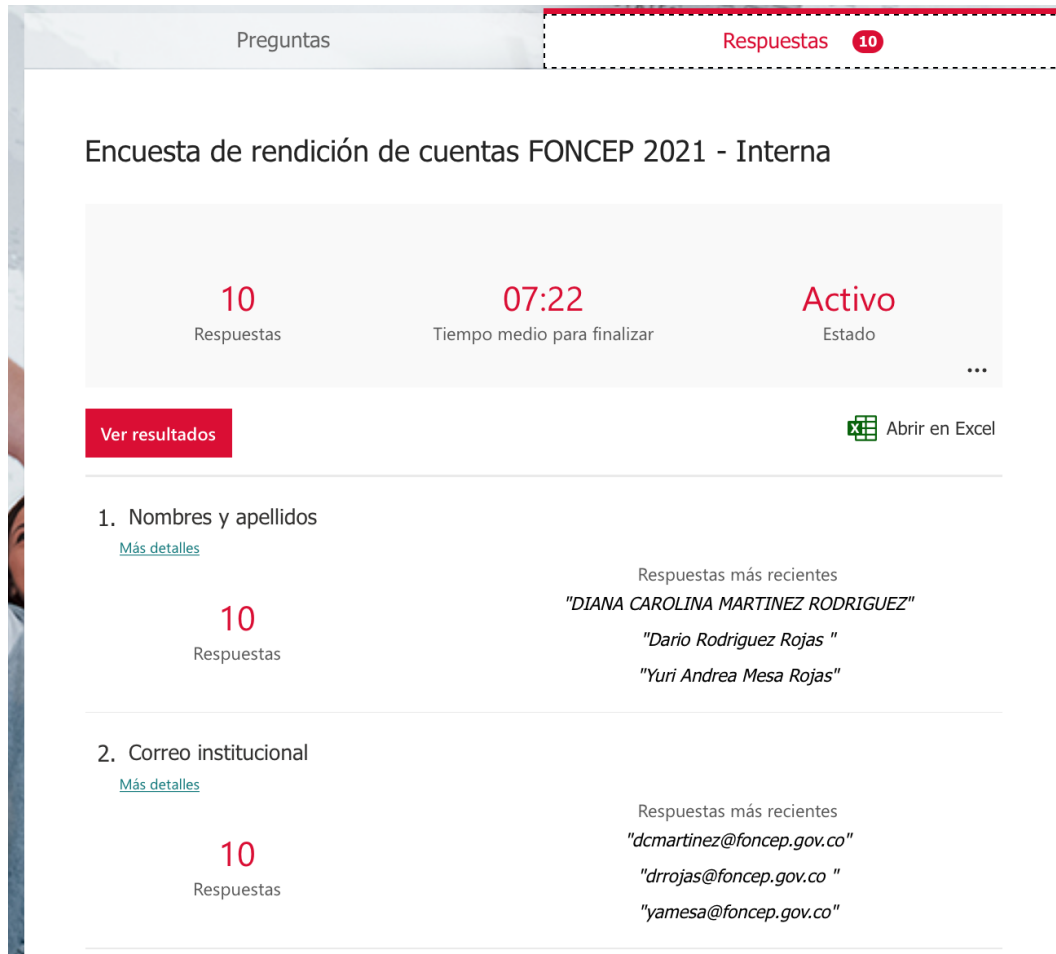 Preguntas
Respuestas 10
Encuesta de rendición de cuentas FONCEP 2021 - Interna
10
Respuestas
07:22
Tiempo medio para finalizar
Activo
Estado
...
Ver resultados
Abrir en Excel
1. Nombres y apellidos
Más detalles
10
Respuestas
Respuestas más recientes
"DIANA CAROLINA MARTINEZ RODRIGUEZ"
"Dario Rodriguez Rojas "
"Yuri Andrea Mesa Rojas"
2. Correo institucional
Más detalles
10
Respuestas
Respuestas más recientes
"dcmartinez@foncep.gov.co"
"drrojas@foncep.gov.co "
"yamesa@foncep.gov.co"